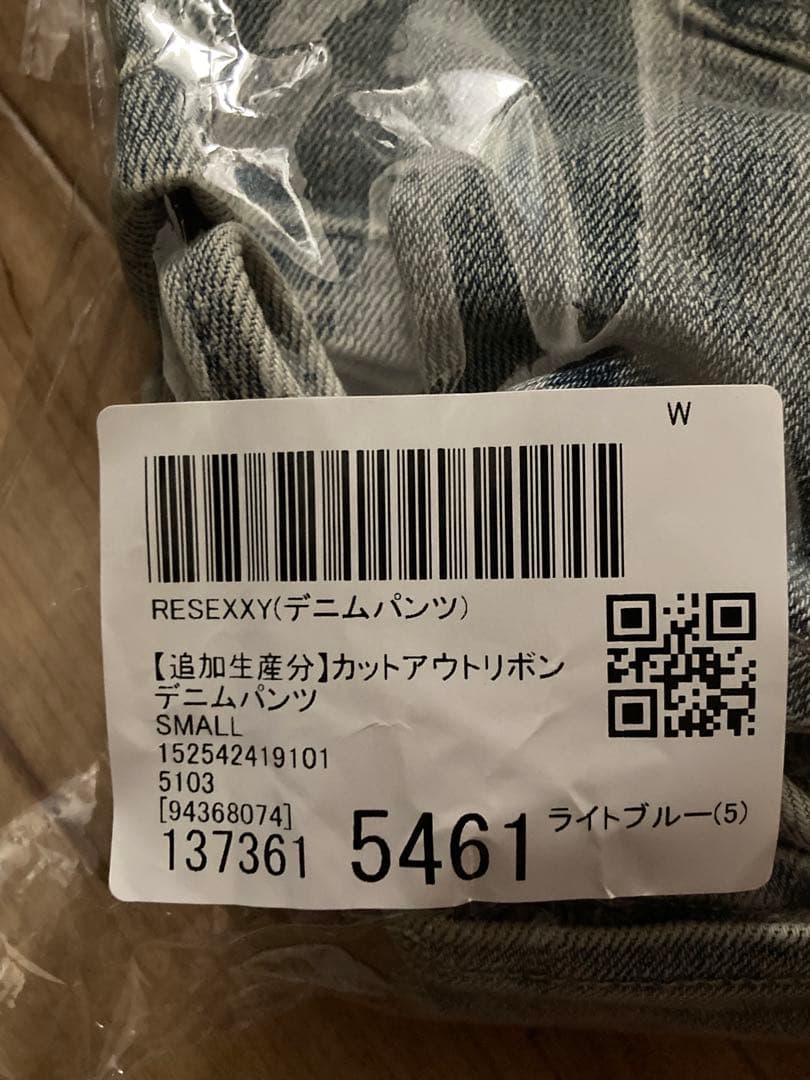 W
RESEXXY(デニムパンツ)
【追加生産分】カットアウトリボン
デニムパンツ
SMALL
152542419101
5103
[94368074]
ライトブルー(5)
137361 5461